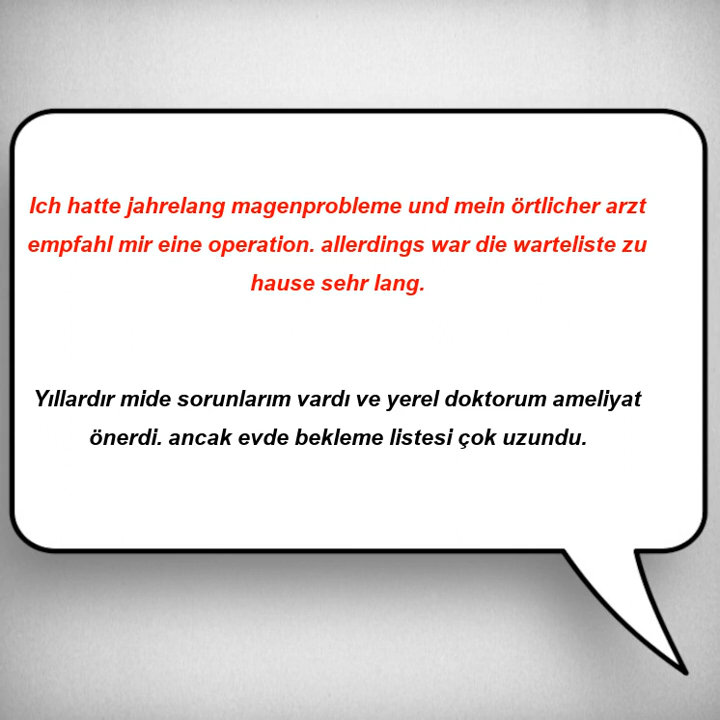 Ich hatte jahrelang magenprobleme und mein örtlicher arzt
empfahl mir eine operation. allerdings war die warteliste zu
hause sehr lang.
Yıllardır mide sorunlarım vardı ve yerel doktorum ameliyat
önerdi. ancak evde bekleme listesi çok uzundu.